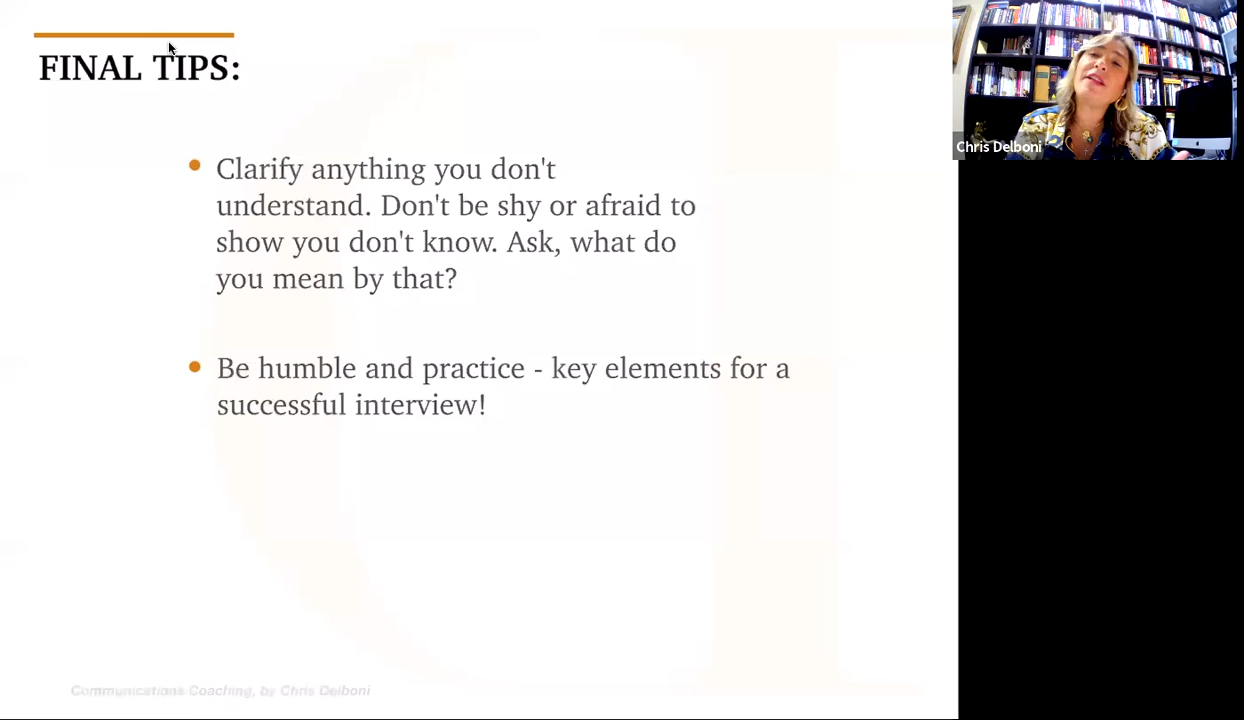 FINAL TIPS:
Clarify anything you don't
understand. Don't be shy or afraid to
show you don't know. Ask, what do
you mean by that?
Be humble and practice - key elements for a
successful interview!
Communications Coaching, by Chris Delboni
Chris Delboni